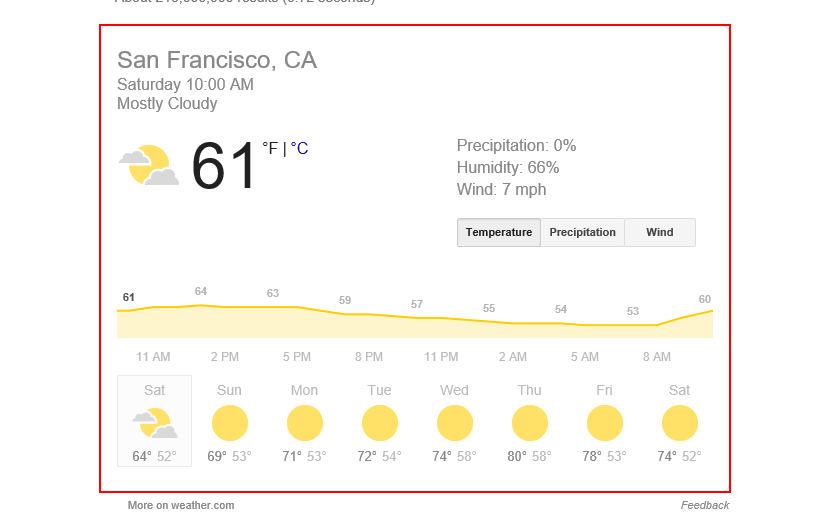 San Francisco, CA
Saturday 10:00 AM
Mostly Cloudy
61 °F | °C
Precipitation: 0%
Humidity: 66%
Wind: 7 mph
Temperature Precipitation Wind
61 64 63 59 57 55 54 53 60
11 AM 2 PM 5 PM 8 PM 11 PM 2 AM 5 AM 8 AM
Sat Sun Mon Tue Wed Thu Fri Sat
64° 52° 69° 53° 71° 53° 72° 54° 74° 58° 80° 58° 78° 53° 74° 52°
More on weather.com Feedback